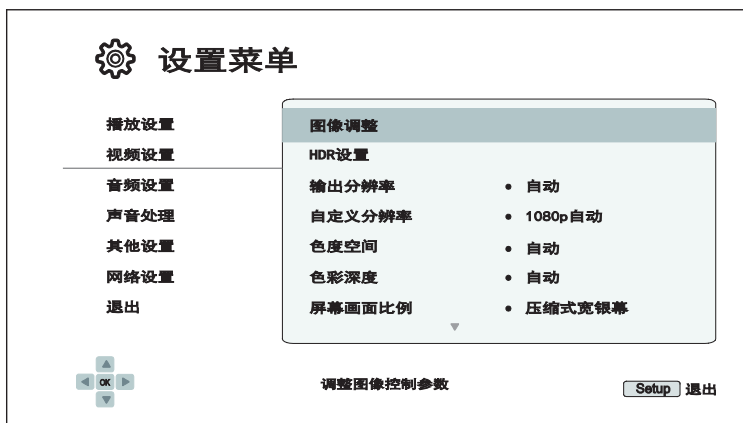 设置菜单
播放设置
视频设置
音频设置
声音处理
其他设置
网络设置
退出
图像调整
HDR设置
输出分辨率 • 自动
自定义分辨率 • 1080p自动
色度空间 • 自动
色彩深度 • 自动
屏幕画面比例 • 压缩式宽银幕
OK
调整图像控制参数
Setup 退出